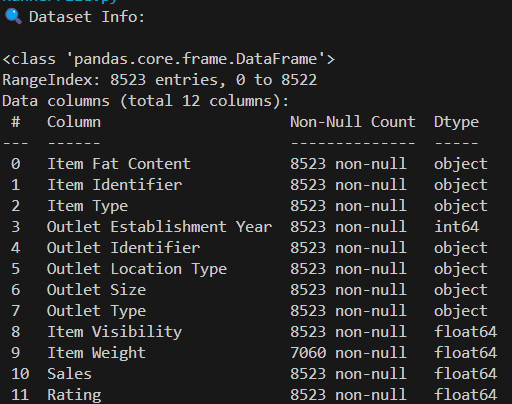 🔍 Dataset Info:
<class 'pandas.core.frame.DataFrame'>
RangeIndex: 8523 entries, 0 to 8522
Data columns (total 12 columns):
 #   Column                     Non-Null Count  Dtype
---  ------                     --------------  -----
 0   Item Fat Content           8523 non-null   object
 1   Item Identifier            8523 non-null   object
 2   Item Type                  8523 non-null   object
 3   Outlet Establishment Year  8523 non-null   int64
 4   Outlet Identifier          8523 non-null   object
 5   Outlet Location Type       8523 non-null   object
 6   Outlet Size                8523 non-null   object
 7   Outlet Type                8523 non-null   object
 8   Item Visibility            8523 non-null   float64
 9   Item Weight                7060 non-null   float64
 10  Sales                      8523 non-null   float64
 11  Rating                     8523 non-null   float64